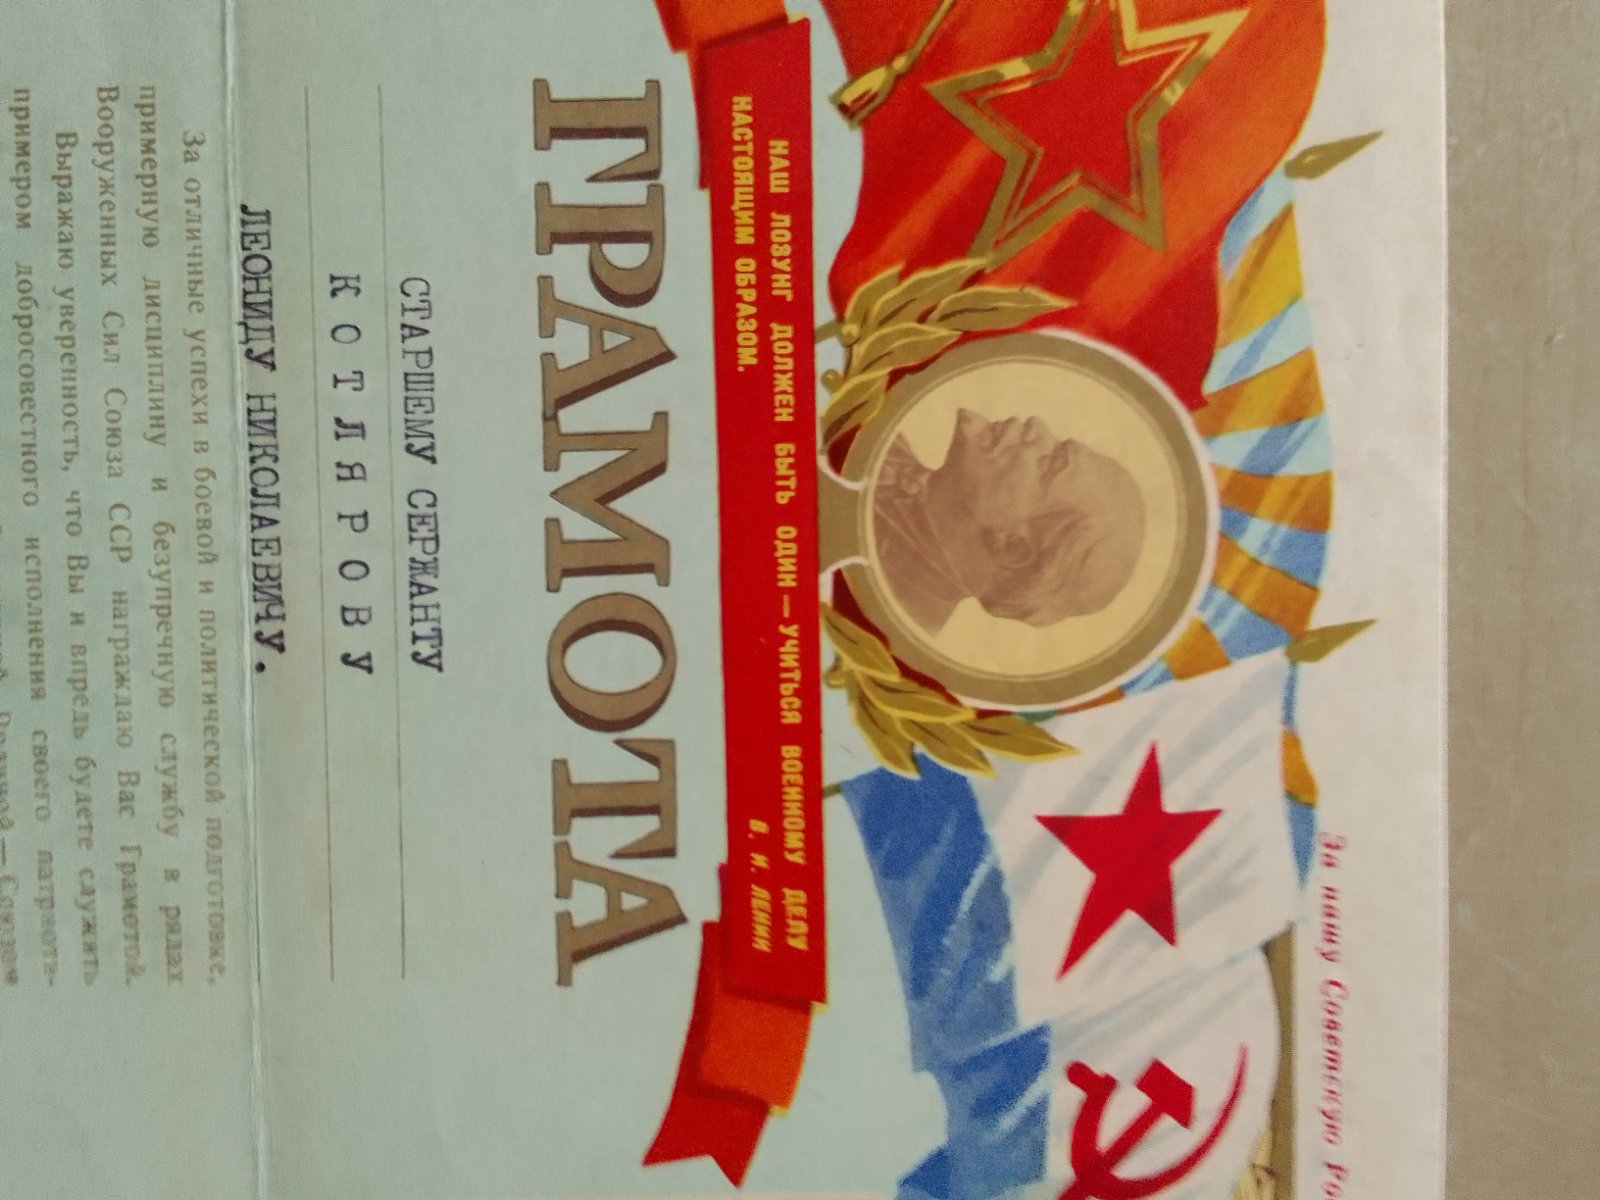 За нашу Советскую Ро
НАШ ЛОЗУНГ ДОЛЖЕН БЫТЬ ОДИН — УЧИТЬСЯ ВОЕННОМУ ДЕЛУ
НАСТОЯЩИМ ОБРАЗОМ.
В. И. ЛЕНИН
ГРАМОТА
СТАРШЕМУ СЕРЖАНТУ
КОТЛЯРОВУ
ЛЕОНИДУ НИКОЛАЕВИЧУ.
За отличные успехи в боевой и политической подготовке,
примерную дисциплину и безупречную службу в рядах
Вооруженных Сил Союза ССР награждаю Вас Грамотой.
Выражаю уверенность, что Вы и впредь будете служить
примером добросовестного исполнения своего патриоти-